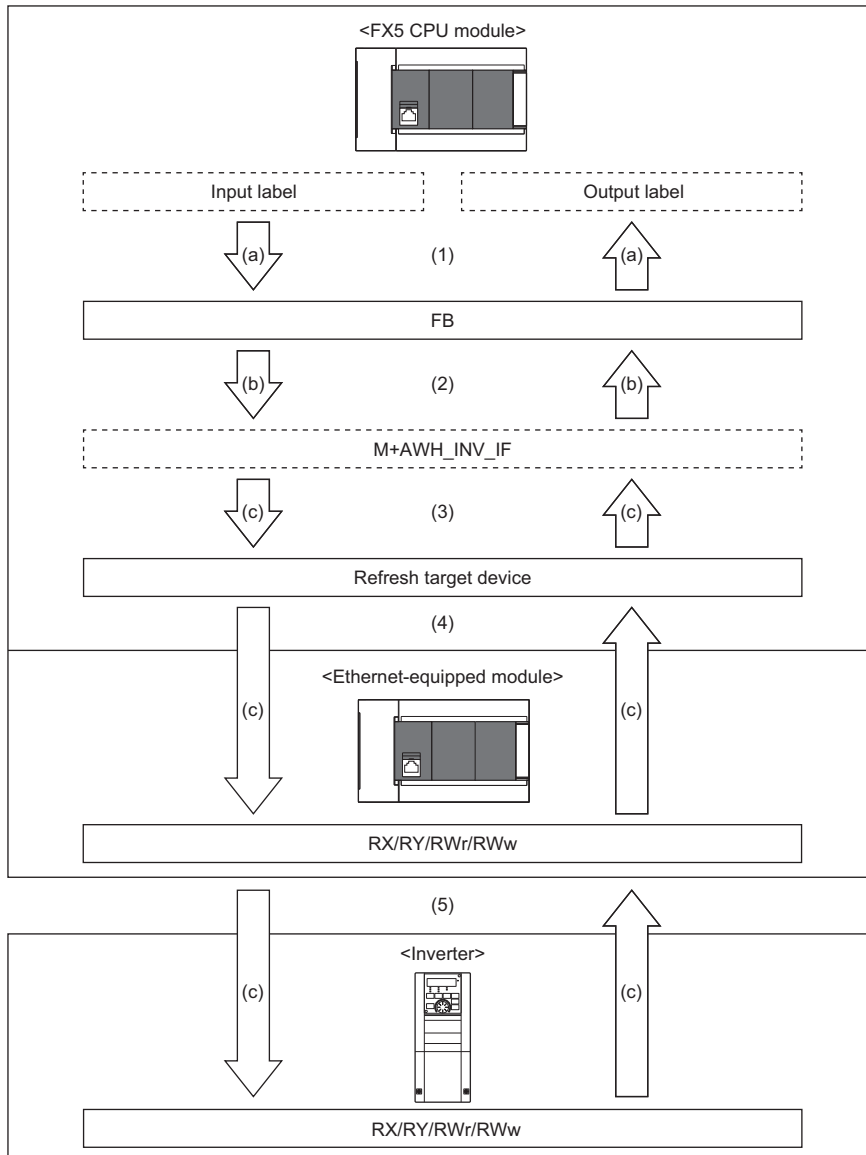 <FX5 CPU module>
Input label
Output label
(a)
(1)
(a)
FB
(b)
(2)
(b)
M+AWH_INV_IF
(c)
(3)
(c)
Refresh target device
(4)
<Ethernet-equipped module>
(c)
(c)
RX/RY/RWr/RWw
(5)
<Inverter>
(c)
(c)
RX/RY/RWr/RWw